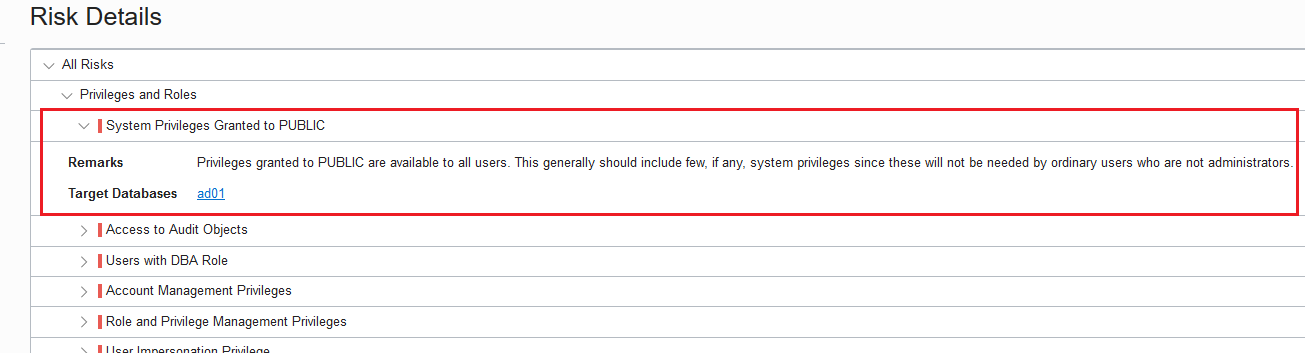 Risk Details
All Risks
Privileges and Roles
System Privileges Granted to PUBLIC
Remarks Privileges granted to PUBLIC are available to all users. This generally should include few, if any, system privileges since these will not be needed by ordinary users who are not administrators.
Target Databases ad01
Access to Audit Objects
Users with DBA Role
Account Management Privileges
Role and Privilege Management Privileges
User Impersonation Privilege